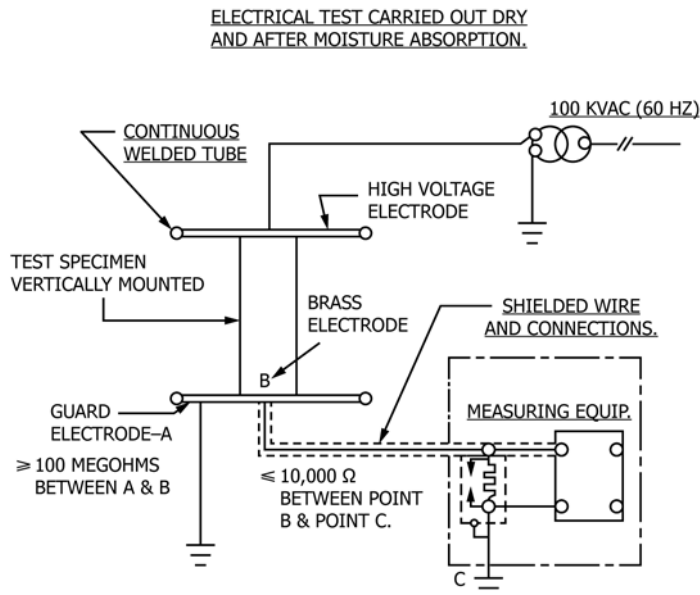 ELECTRICAL TEST CARRIED OUT DRY
AND AFTER MOISTURE ABSORPTION.
100 KVAC (60 HZ)
CONTINUOUS
WELDED TUBE
HIGH VOLTAGE
ELECTRODE
TEST SPECIMEN
VERTICALLY MOUNTED
BRASS
ELECTRODE
SHIELDED WIRE
AND CONNECTIONS.
B
GUARD
ELECTRODE–A
MEASURING EQUIP.
⩾ 100 MEGOHMS
BETWEEN A & B
⩽ 10,000 Ω
BETWEEN POINT
B & POINT C.
C